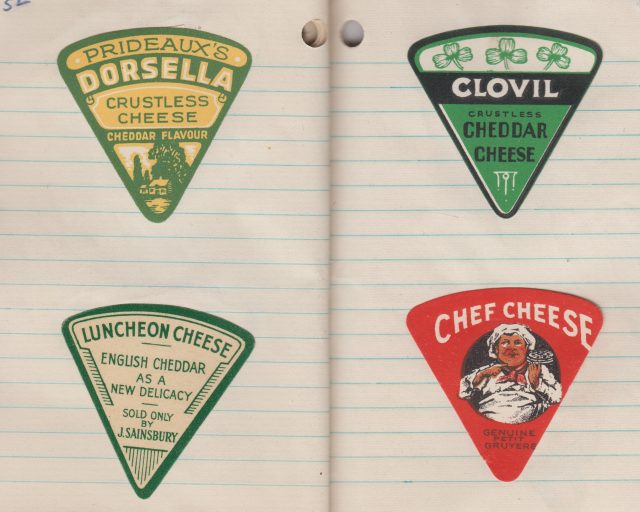 52
PRIDEAUX'S
DORSELLA
CRUSTLESS
CHEESE
CHEDDAR FLAVOUR
CLOVIL
CRUSTLESS
CHEDDAR
CHEESE
LUNCHEON CHEESE
ENGLISH CHEDDAR
AS A
NEW DELICACY
SOLD ONLY
BY
J. SAINSBURY
CHEF CHEESE
GENUINE
PETIT
GRUYERE